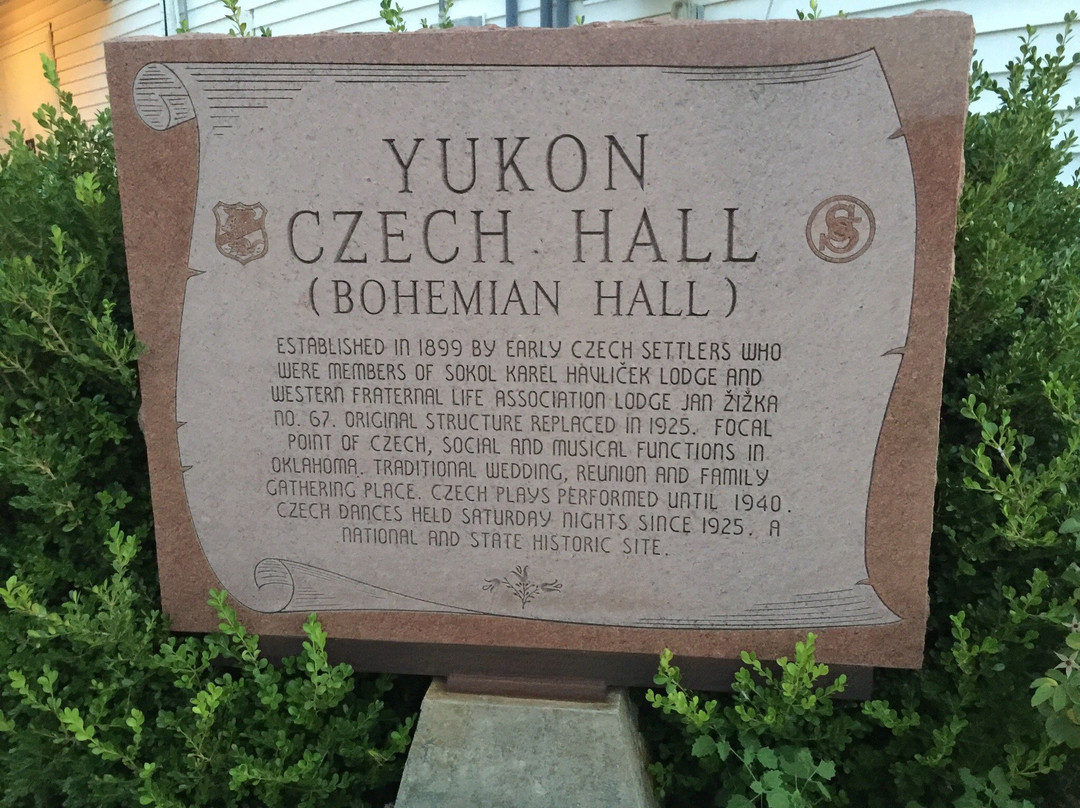 YUKON
CZECH HALL
(BOHEMIAN HALL)
ESTABLISHED IN 1899 BY EARLY CZECH SETTLERS WHO
WERE MEMBERS OF SOKOL KAREL HAVLIČEK LODGE AND
WESTERN FRATERNAL LIFE ASSOCIATION LODGE JAN ŽIŽKA
NO. 67. ORIGINAL STRUCTURE REPLACED IN 1925. FOCAL
POINT OF CZECH, SOCIAL AND MUSICAL FUNCTIONS IN
OKLAHOMA. TRADITIONAL WEDDING, REUNION AND FAMILY
GATHERING PLACE. CZECH PLAYS PERFORMED UNTIL 1940.
CZECH DANCES HELD SATURDAY NIGHTS SINCE 1925. A
NATIONAL AND STATE HISTORIC SITE.